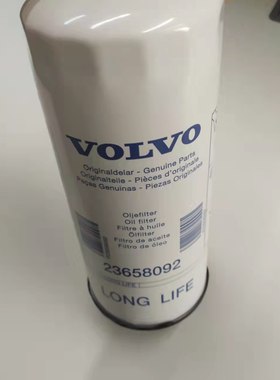 VOLVO
Originaldelar - Genuine Parts
Originalteile - Pièces d'origine
Peças Genuinas - Piezas Originales
Oljefilter
Oil filter
Filtre à huile
Ölfilter
Filtro de aceite
Filtro de óleo
23658092
LONG LIFE